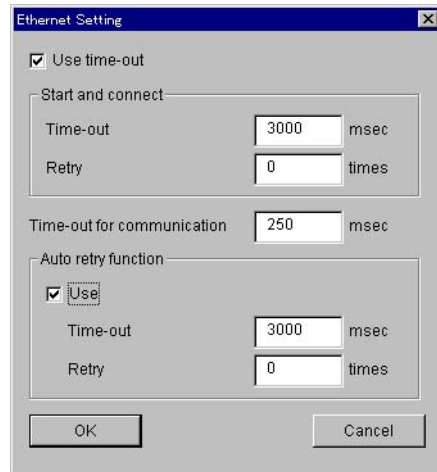 Ethernet Setting
Use time-out
Start and connect
Time-out 3000 msec
Retry 0 times
Time-out for communication 250 msec
Auto retry function
Use
Time-out 3000 msec
Retry 0 times
OK Cancel